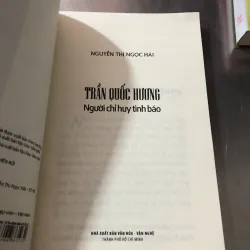 NGUYỄN THỊ NGỌC HẢI
TRẦN QUỐC HƯƠNG
Người chỉ huy tình báo
NHÀ XUẤT BẢN VĂN HÓA - VĂN NGHỆ
THÀNH PHỐ HỒ CHÍ MINH